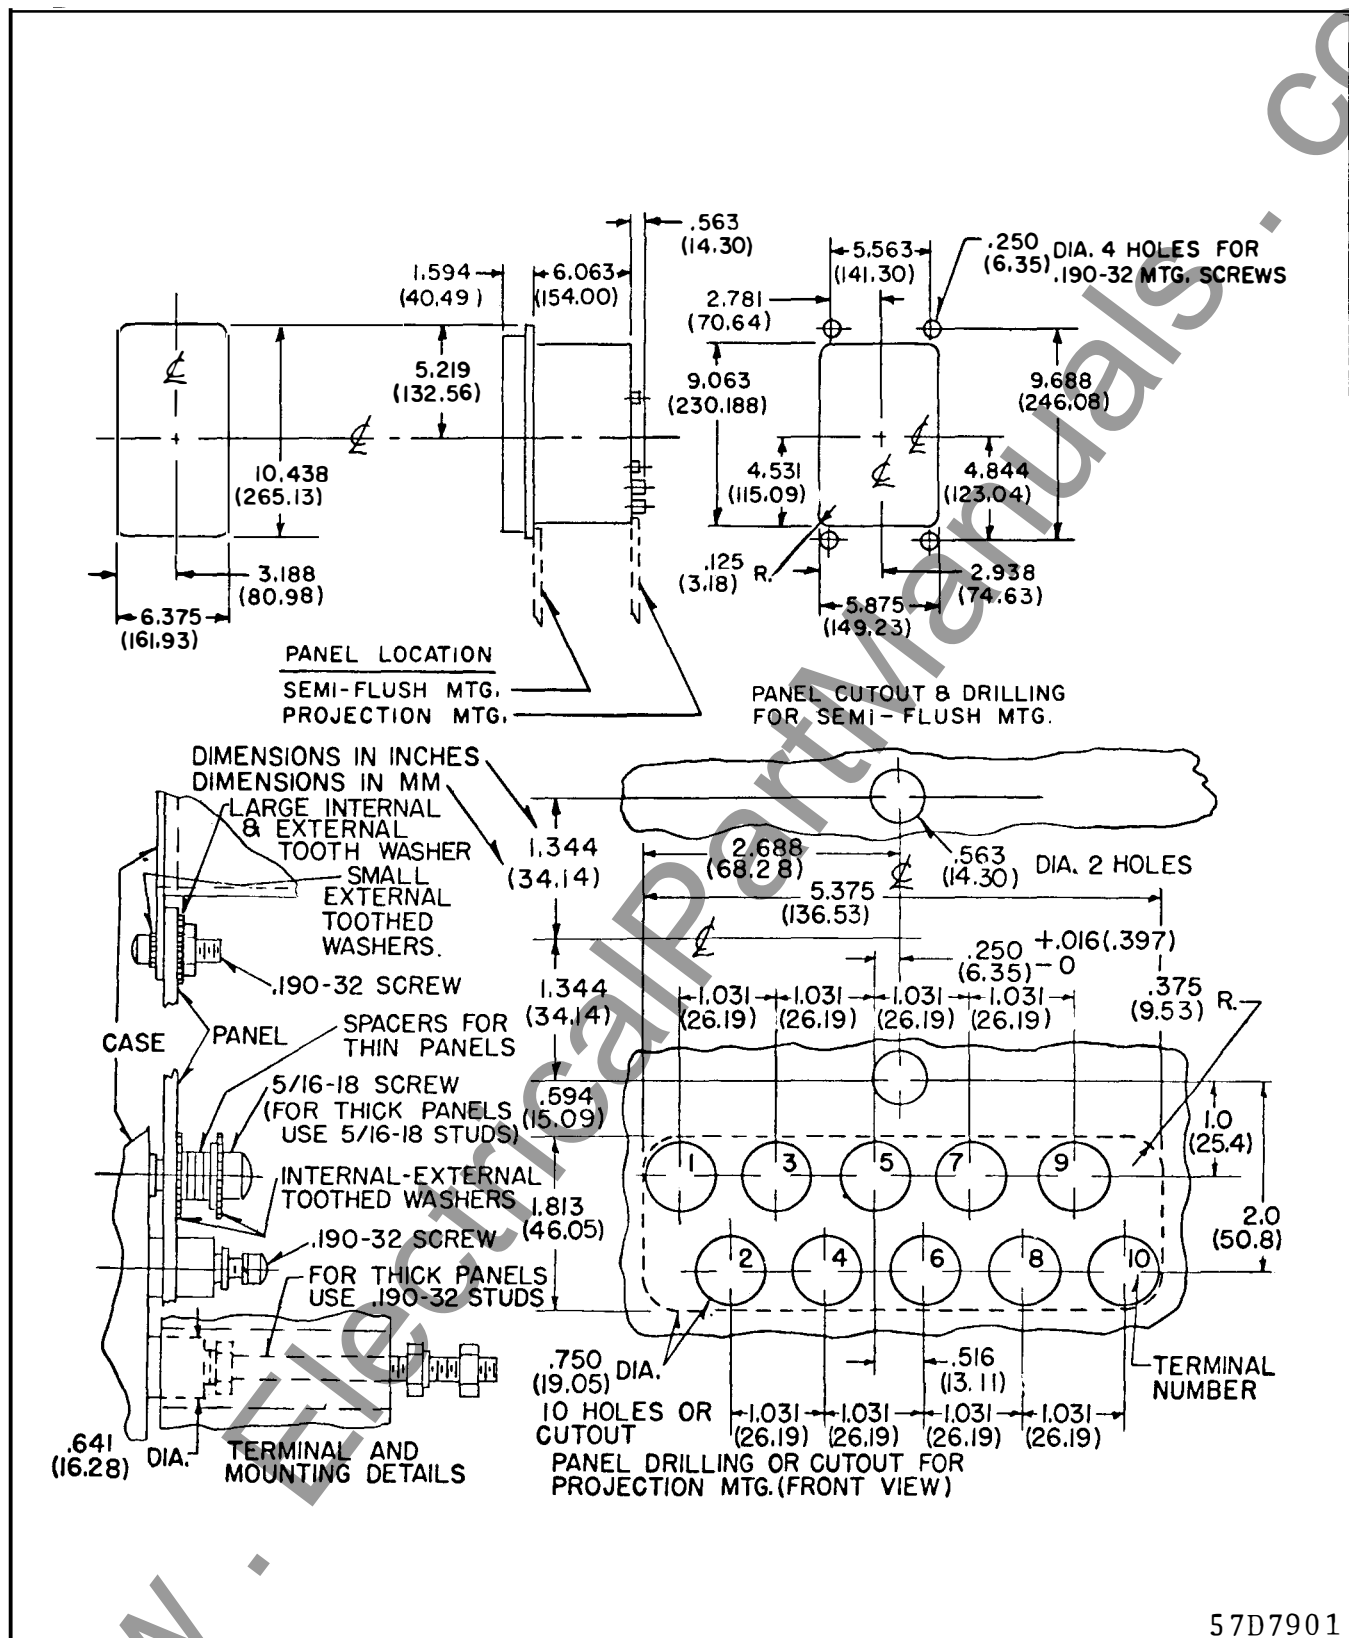 .563
(14.30)
1.594
(40.49)
6.063
(154.00)
5.563
(141.30)
.250
(6.35)
DIA. 4 HOLES FOR
.190-32 MTG. SCREWS
2.781
(70.64)
5.219
(132.56)
9.063
(230.188)
9.688
(246.08)
10.438
(265.13)
4.531
(115.09)
4.844
(123.04)
3.188
(80.98)
.125
(3.18) R.
2.938
(74.63)
6.375
(161.93)
5.875
(149.23)
PANEL LOCATION
SEMI-FLUSH MTG.
PROJECTION MTG.
PANEL CUTOUT & DRILLING
FOR SEMI-FLUSH MTG.
DIMENSIONS IN INCHES
DIMENSIONS IN MM
LARGE INTERNAL
& EXTERNAL
TOOTH WASHER
SMALL
EXTERNAL
TOOTHED
WASHERS.
.190-32 SCREW
CASE
PANEL
SPACERS FOR
THIN PANELS
5/16-18 SCREW
(FOR THICK PANELS
USE 5/16-18 STUDS)
INTERNAL-EXTERNAL
TOOTHED WASHERS
.190-32 SCREW
FOR THICK PANELS
USE .190-32 STUDS
.641
(16.28) DIA.
TERMINAL AND
MOUNTING DETAILS
1.344
(34.14)
2.688
(68.28)
.563
(14.30)
DIA. 2 HOLES
5.375
(136.53)
.250
(6.35)
+.016(.397)
-0
1.344
(34.14)
1.031
(26.19)
1.031
(26.19)
1.031
(26.19)
1.031
(26.19)
.375
(9.53) R.
.594
(15.09)
1.0
(25.4)
1 3 5 7 9
1.813
(46.05)
2.0
(50.8)
2 4 6 8 10
.750
(19.05) DIA.
10 HOLES OR
CUTOUT
.516
(13.11)
TERMINAL
NUMBER
1.031
(26.19)
1.031
(26.19)
1.031
(26.19)
1.031
(26.19)
PANEL DRILLING OR CUTOUT FOR
PROJECTION MTG. (FRONT VIEW)
57D7901
w . ElectricalPartManuals . co